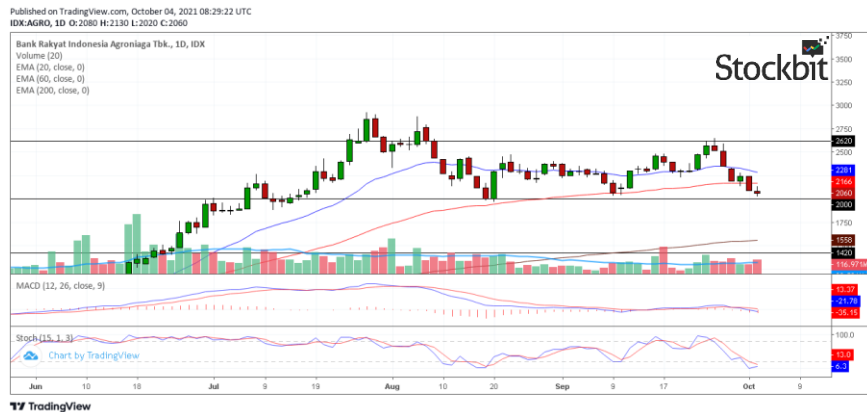 Published on TradingView.com, October 04, 2021 08:29:22 UTC
IDX:AGRO, 1D O:2080 H:2130 L:2020 C:2060
Bank Rakyat Indonesia Agroniaga Tbk., 1D, IDX
Volume (20)
EMA (20, close, 0)
EMA (60, close, 0)
EMA (200, close, 0)
Stockbit
3750
3250
2750
2620
2500
2281
2166
2060
2000
1750
1558
1420
116.971K
MACD (12, 26, close, 9)
13.37
-21.78
-35.15
Stoch (15, 1, 3)
100.0
13.0
6.3
Chart by TradingView
Jun 10 18 Jul 9 19 Aug 10 20 Sep 9 17 Oct 9
TradingView